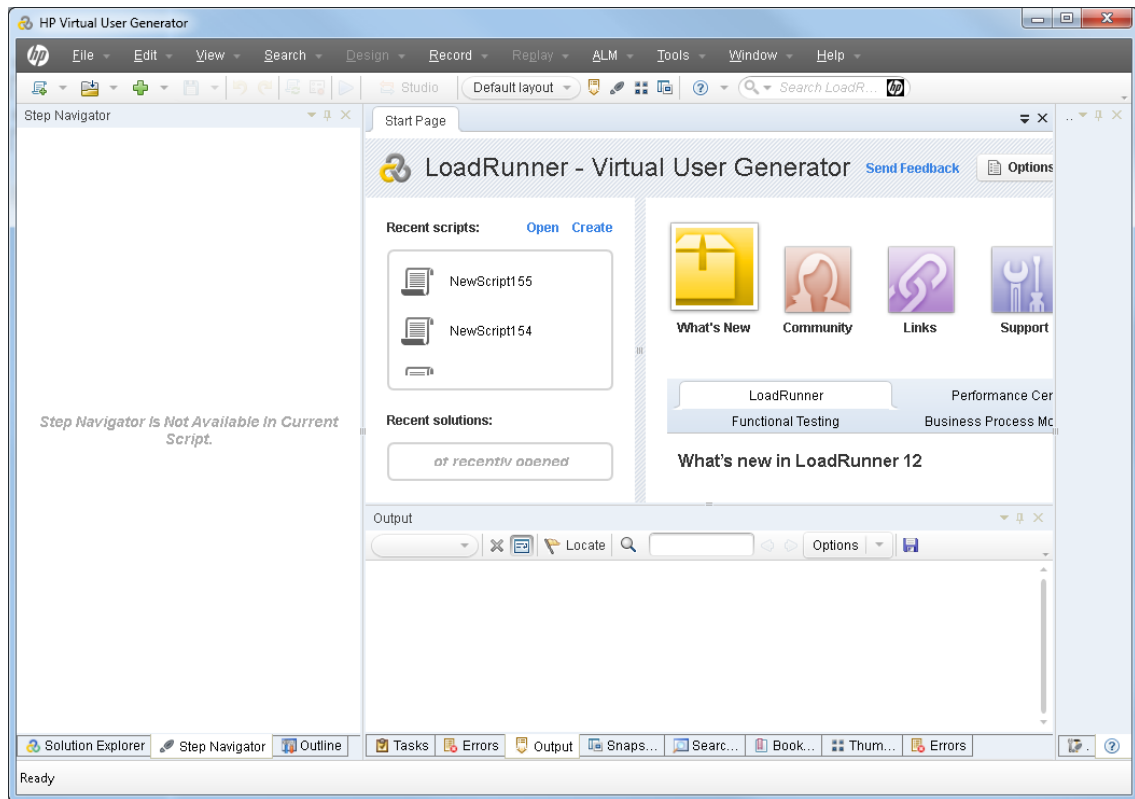 HP Virtual User Generator
File Edit View Search Design Record Replay ALM Tools Window Help
Studio Default layout Search LoadR...
Step Navigator
Start Page
..
LoadRunner - Virtual User Generator Send Feedback Options
Recent scripts: Open Create
NewScript155
NewScript154
What's New Community Links Support
LoadRunner Performance Cer
Functional Testing Business Process Mc
Step Navigator Is Not Available In Current
Script.
Recent solutions:
of recently opened
What's new in LoadRunner 12
Output
Locate Options
Solution Explorer Step Navigator Outline
Tasks Errors Output Snaps... Searc... Book... Thum... Errors
.
Ready